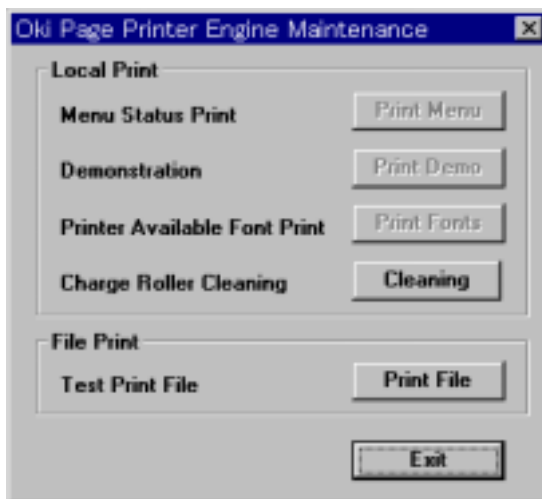 Oki Page Printer Engine Maintenance
Local Print
Menu Status Print Print Menu
Demonstration Print Demo
Printer Available Font Print Print Fonts
Charge Roller Cleaning Cleaning
File Print
Test Print File Print File
Exit